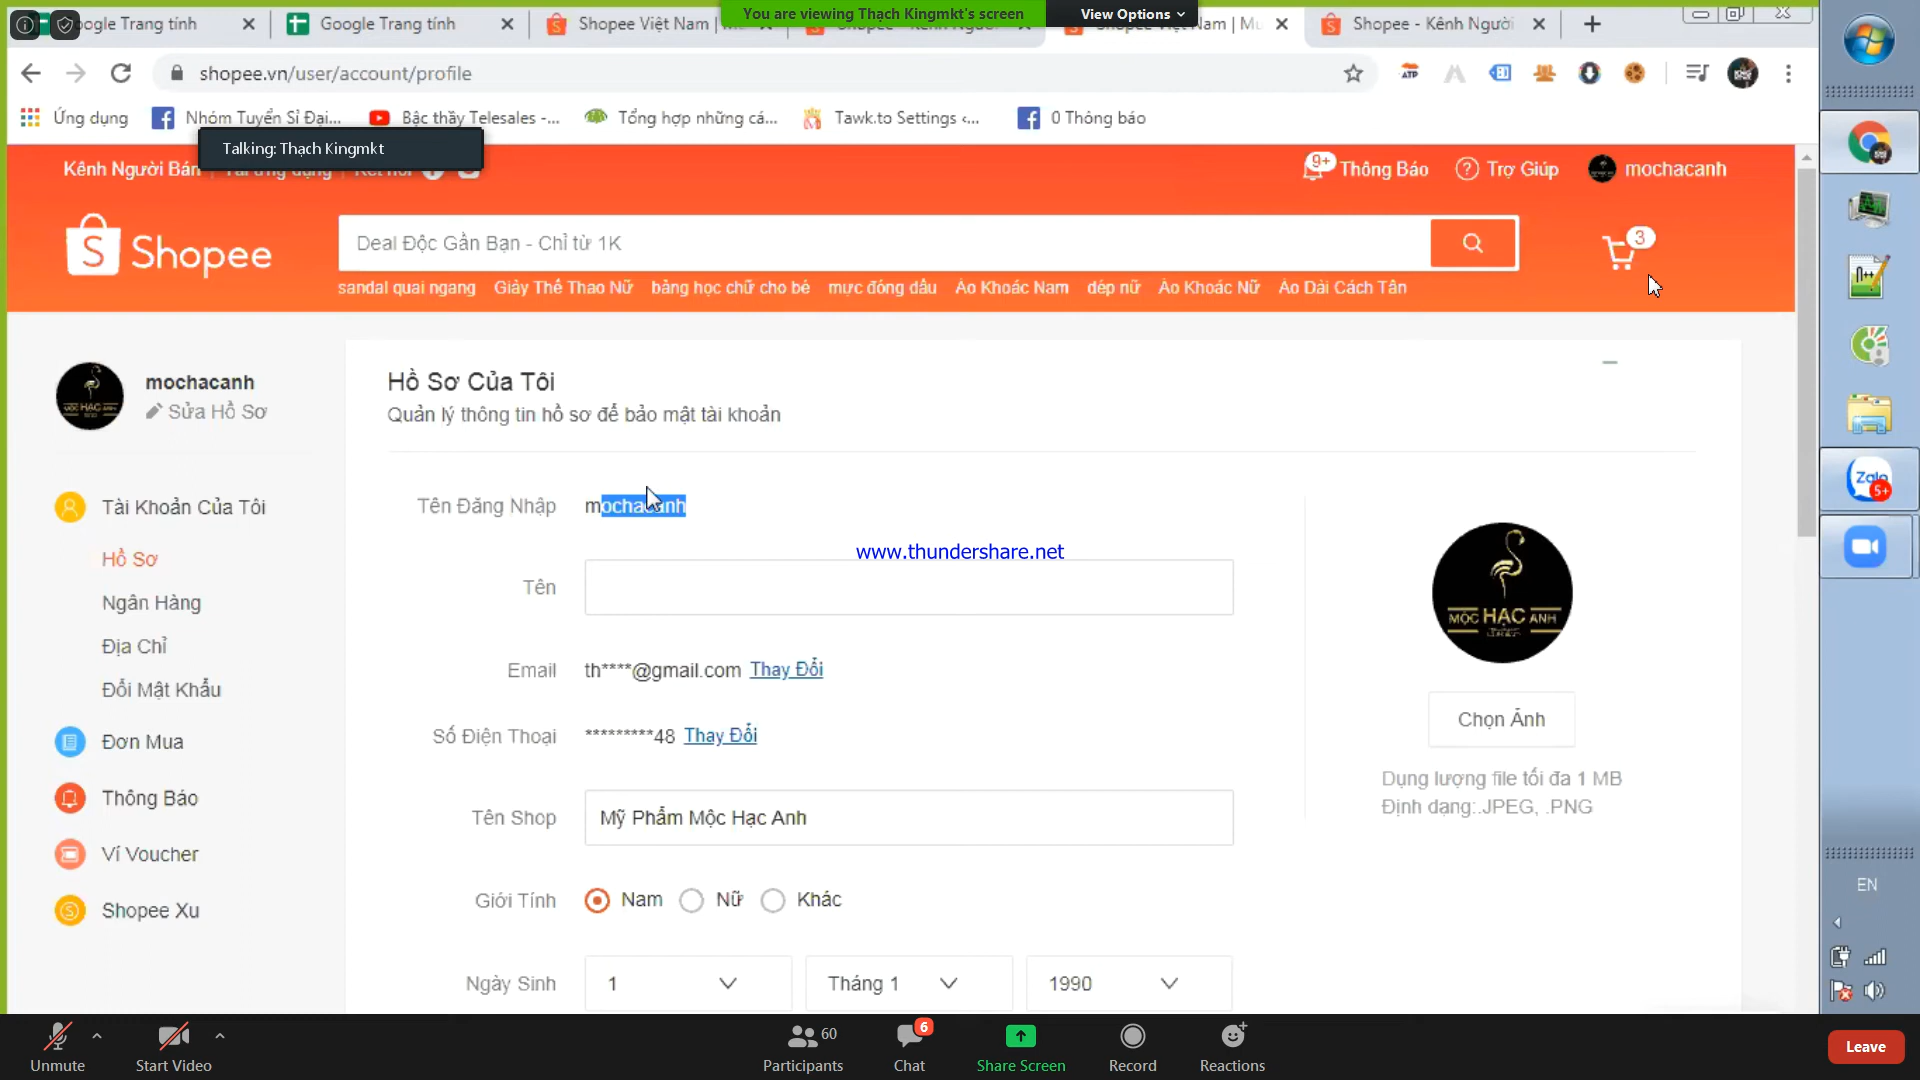 oogle Trang tính
Google Trang tính
Shopee Việt Nam |
You are viewing Thạch Kingmkt's screen
View Options
Nam | Mu
Shopee - Kênh Người
shopee.vn/user/account/profile
Ứng dụng
Nhóm Tuyển Sỉ Đại...
Bậc thầy Telesales -...
Tổng hợp những cá...
Tawk.to Settings ‹...
0 Thông báo
Talking: Thạch Kingmkt
Kênh Người Bán
9+
Thông Báo
Trợ Giúp
mochacanh
Shopee
Deal Độc Gần Bạn - Chỉ từ 1K
3
sandal quai ngang
Giày Thể Thao Nữ
bảng học chữ cho bé
mực đóng dấu
Áo Khoác Nam
dép nữ
Áo Khoác Nữ
Áo Dài Cách Tân
mochacanh
Sửa Hồ Sơ
Hồ Sơ Của Tôi
Quản lý thông tin hồ sơ để bảo mật tài khoản
Tài Khoản Của Tôi
Hồ Sơ
Ngân Hàng
Địa Chỉ
Đổi Mật Khẩu
Đơn Mua
Thông Báo
Ví Voucher
Shopee Xu
Tên Đăng Nhập
mochacanh
www.thundershare.net
Tên
Email
th****@gmail.com Thay Đổi
Số Điện Thoại
*********48 Thay Đổi
Tên Shop
Mỹ Phẩm Mộc Hạc Anh
Giới Tính
Nam
Nữ
Khác
Ngày Sinh
1
Tháng 1
1990
MỘC HẠC ANH
Chọn Ảnh
Dụng lượng file tối đa 1 MB
Định dạng:.JPEG, .PNG
Zalo
5+
EN
Unmute
Start Video
60
Participants
6
Chat
Share Screen
Record
Reactions
Leave